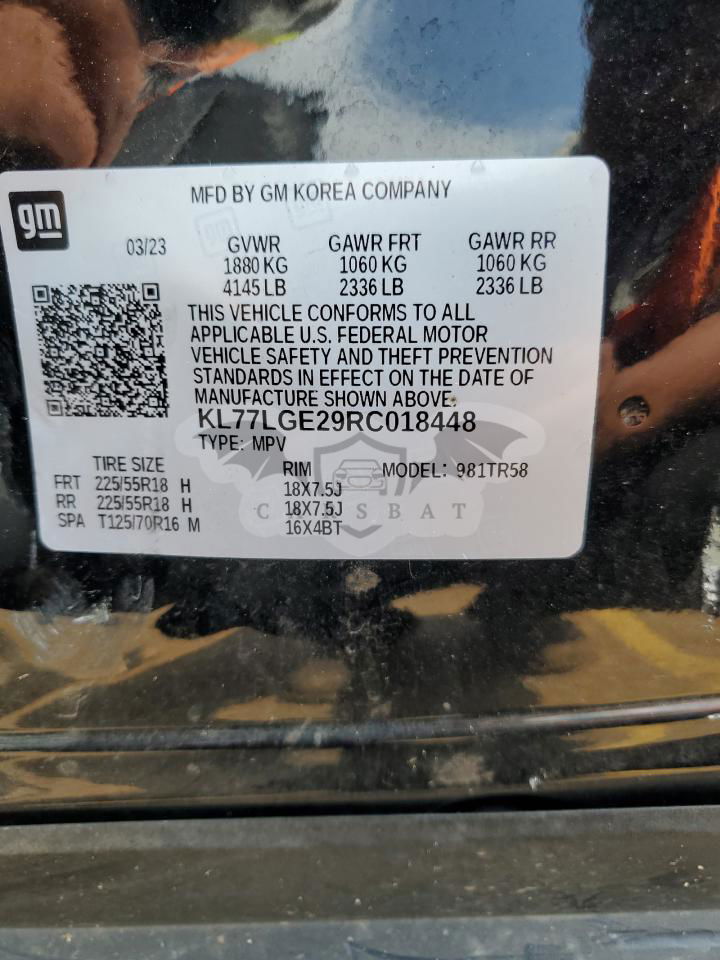 MFD BY GM KOREA COMPANY
gm
03/23 GVWR GAWR FRT GAWR RR
1880 KG 1060 KG 1060 KG
4145 LB 2336 LB 2336 LB
THIS VEHICLE CONFORMS TO ALL
APPLICABLE U.S. FEDERAL MOTOR
VEHICLE SAFETY AND THEFT PREVENTION
STANDARDS IN EFFECT ON THE DATE OF
MANUFACTURE SHOWN ABOVE.
KL77LGE29RC018448
TYPE: MPV
TIRE SIZE RIM MODEL: 981TR58
FRT 225/55R18 H 18X7.5J
RR 225/55R18 H 18X7.5J
SPA T125/70R16 M 16X4BT
CARSBAT